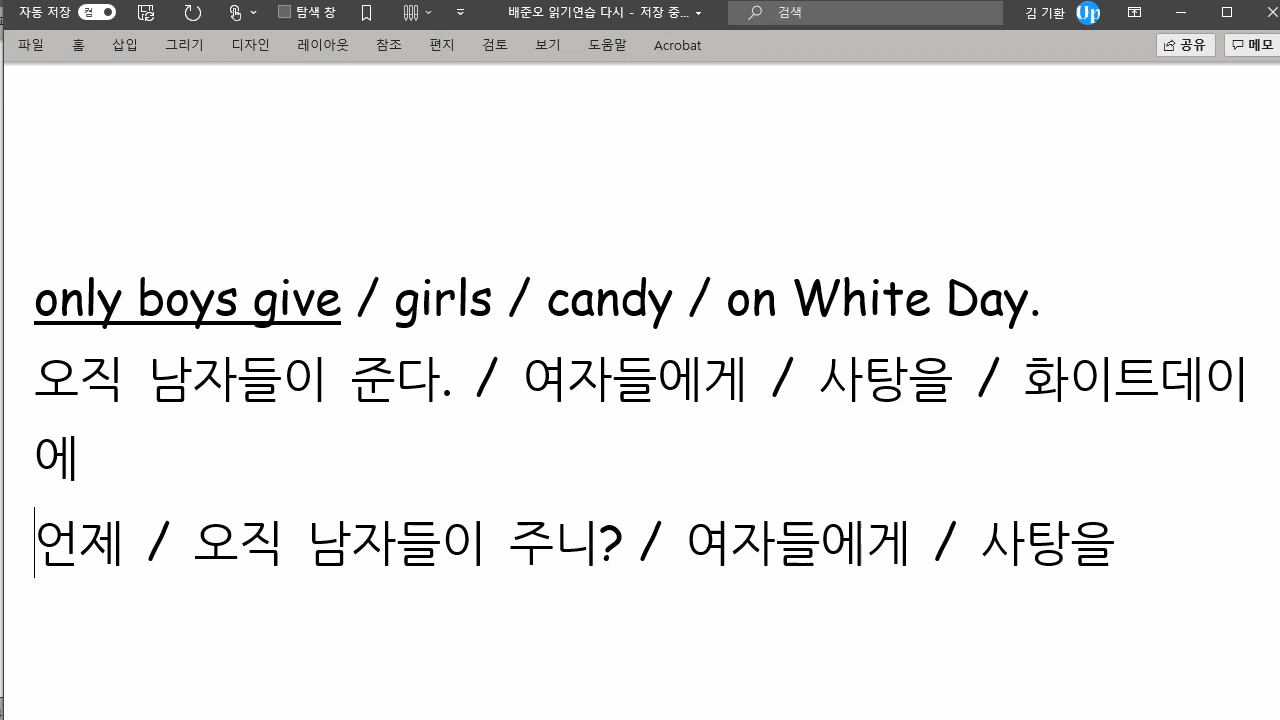 자동 저장 컴 탐색 창 배준오 읽기연습 다시 - 저장 중... 검색 김 기환 Up
파일 홈 삽입 그리기 디자인 레이아웃 참조 편지 검토 보기 도움말 Acrobat 공유 메모
only boys give / girls / candy / on White Day.
오직 남자들이 준다. / 여자들에게 / 사탕을 / 화이트데이
에
언제 / 오직 남자들이 주니? / 여자들에게 / 사탕을